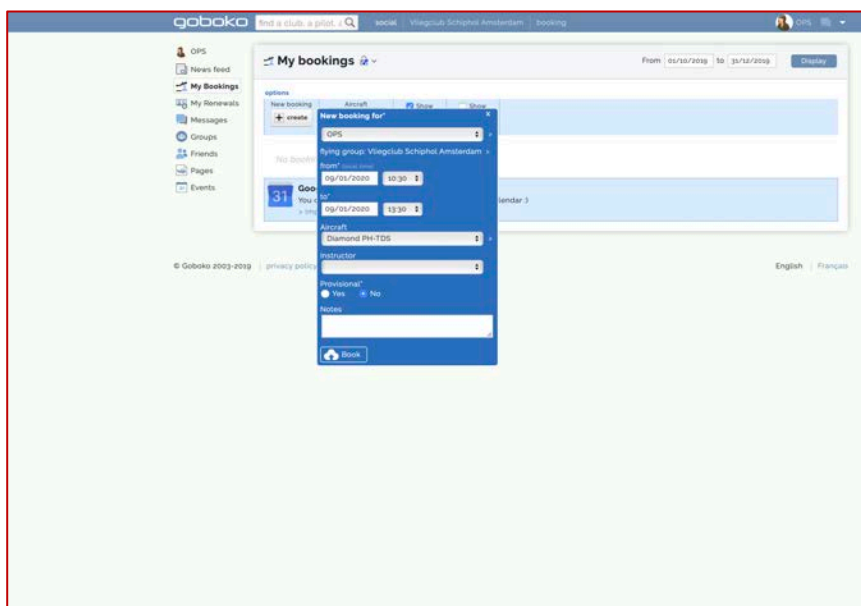 goboko find a club, a pilot, a social Vliegclub Schiphol Amsterdam booking OPS
OPS
News feed
My Bookings
My Renewals
Messages
Groups
Friends
Pages
Events
My bookings
From 01/10/2019 to 31/12/2019 Display
options
New booking Aircraft Show Show
+ create
New booking for* x
OPS
flying group: Vliegclub Schiphol Amsterdam
from*
09/01/2020 10:30
to*
09/01/2020 13:30
Aircraft
Diamond PH-TDS
Instructor
Provisional*
Yes No
Notes
Book
No
31 Goo
You lendar :)
© Goboko 2003-2019 privacy policy
English Français